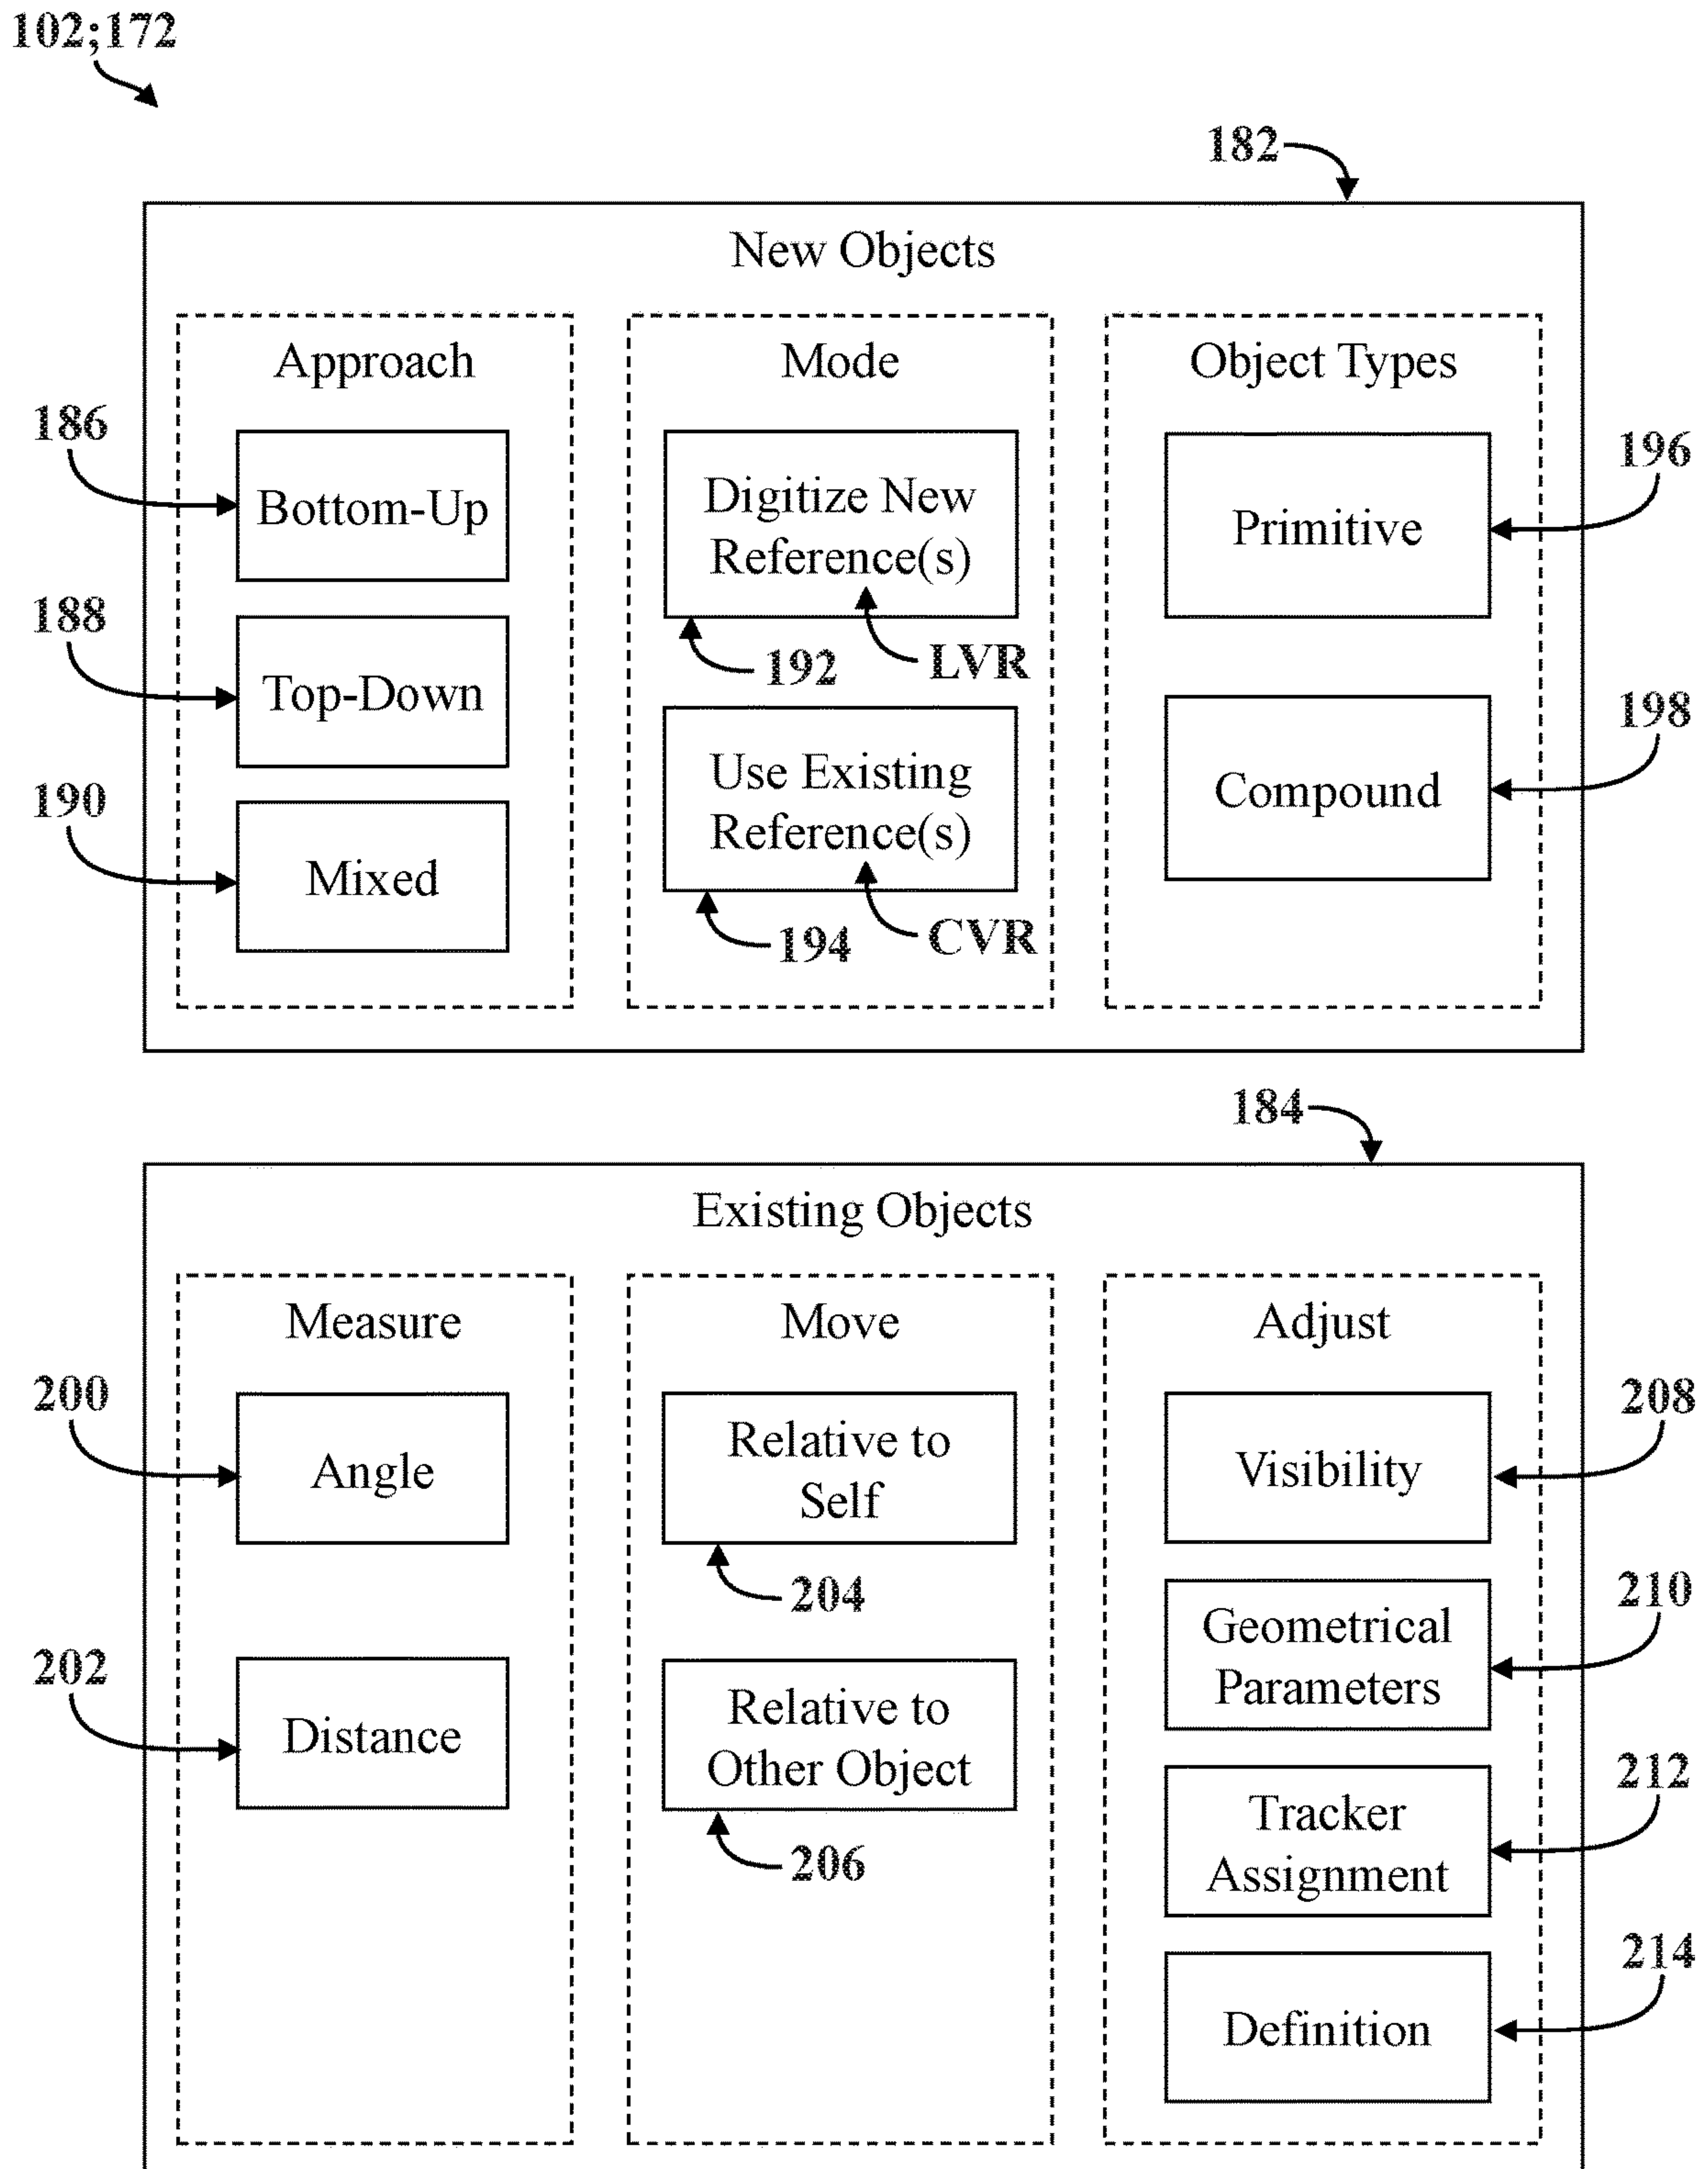 102;172
182
New Objects
Approach
186
Bottom-Up
188
Top-Down
190
Mixed
Mode
Digitize New
Reference(s)
192
LVR
Use Existing
Reference(s)
194
CVR
Object Types
Primitive
196
Compound
198
184
Existing Objects
Measure
200
Angle
202
Distance
Move
Relative to
Self
204
Relative to
Other Object
206
Adjust
Visibility
208
Geometrical
Parameters
210
Tracker
Assignment
212
Definition
214